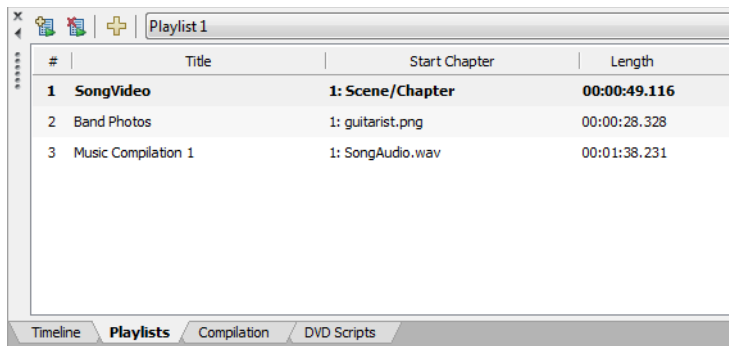 Playlist 1
# Title Start Chapter Length
1 SongVideo 1: Scene/Chapter 00:00:49.116
2 Band Photos 1: guitarist.png 00:00:28.328
3 Music Compilation 1 1: SongAudio.wav 00:01:38.231
Timeline Playlists Compilation DVD Scripts